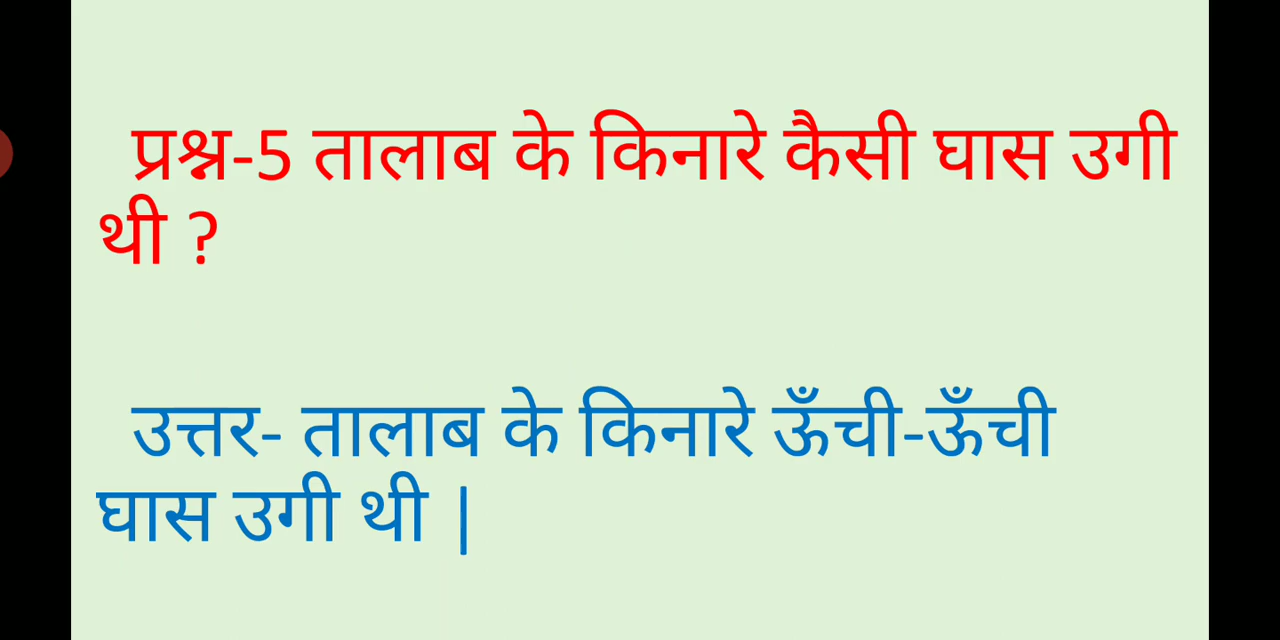 प्रश्न-5 तालाब के किनारे कैसी घास उगी
थी ?
उत्तर- तालाब के किनारे ऊँची-ऊँची
घास उगी थी |